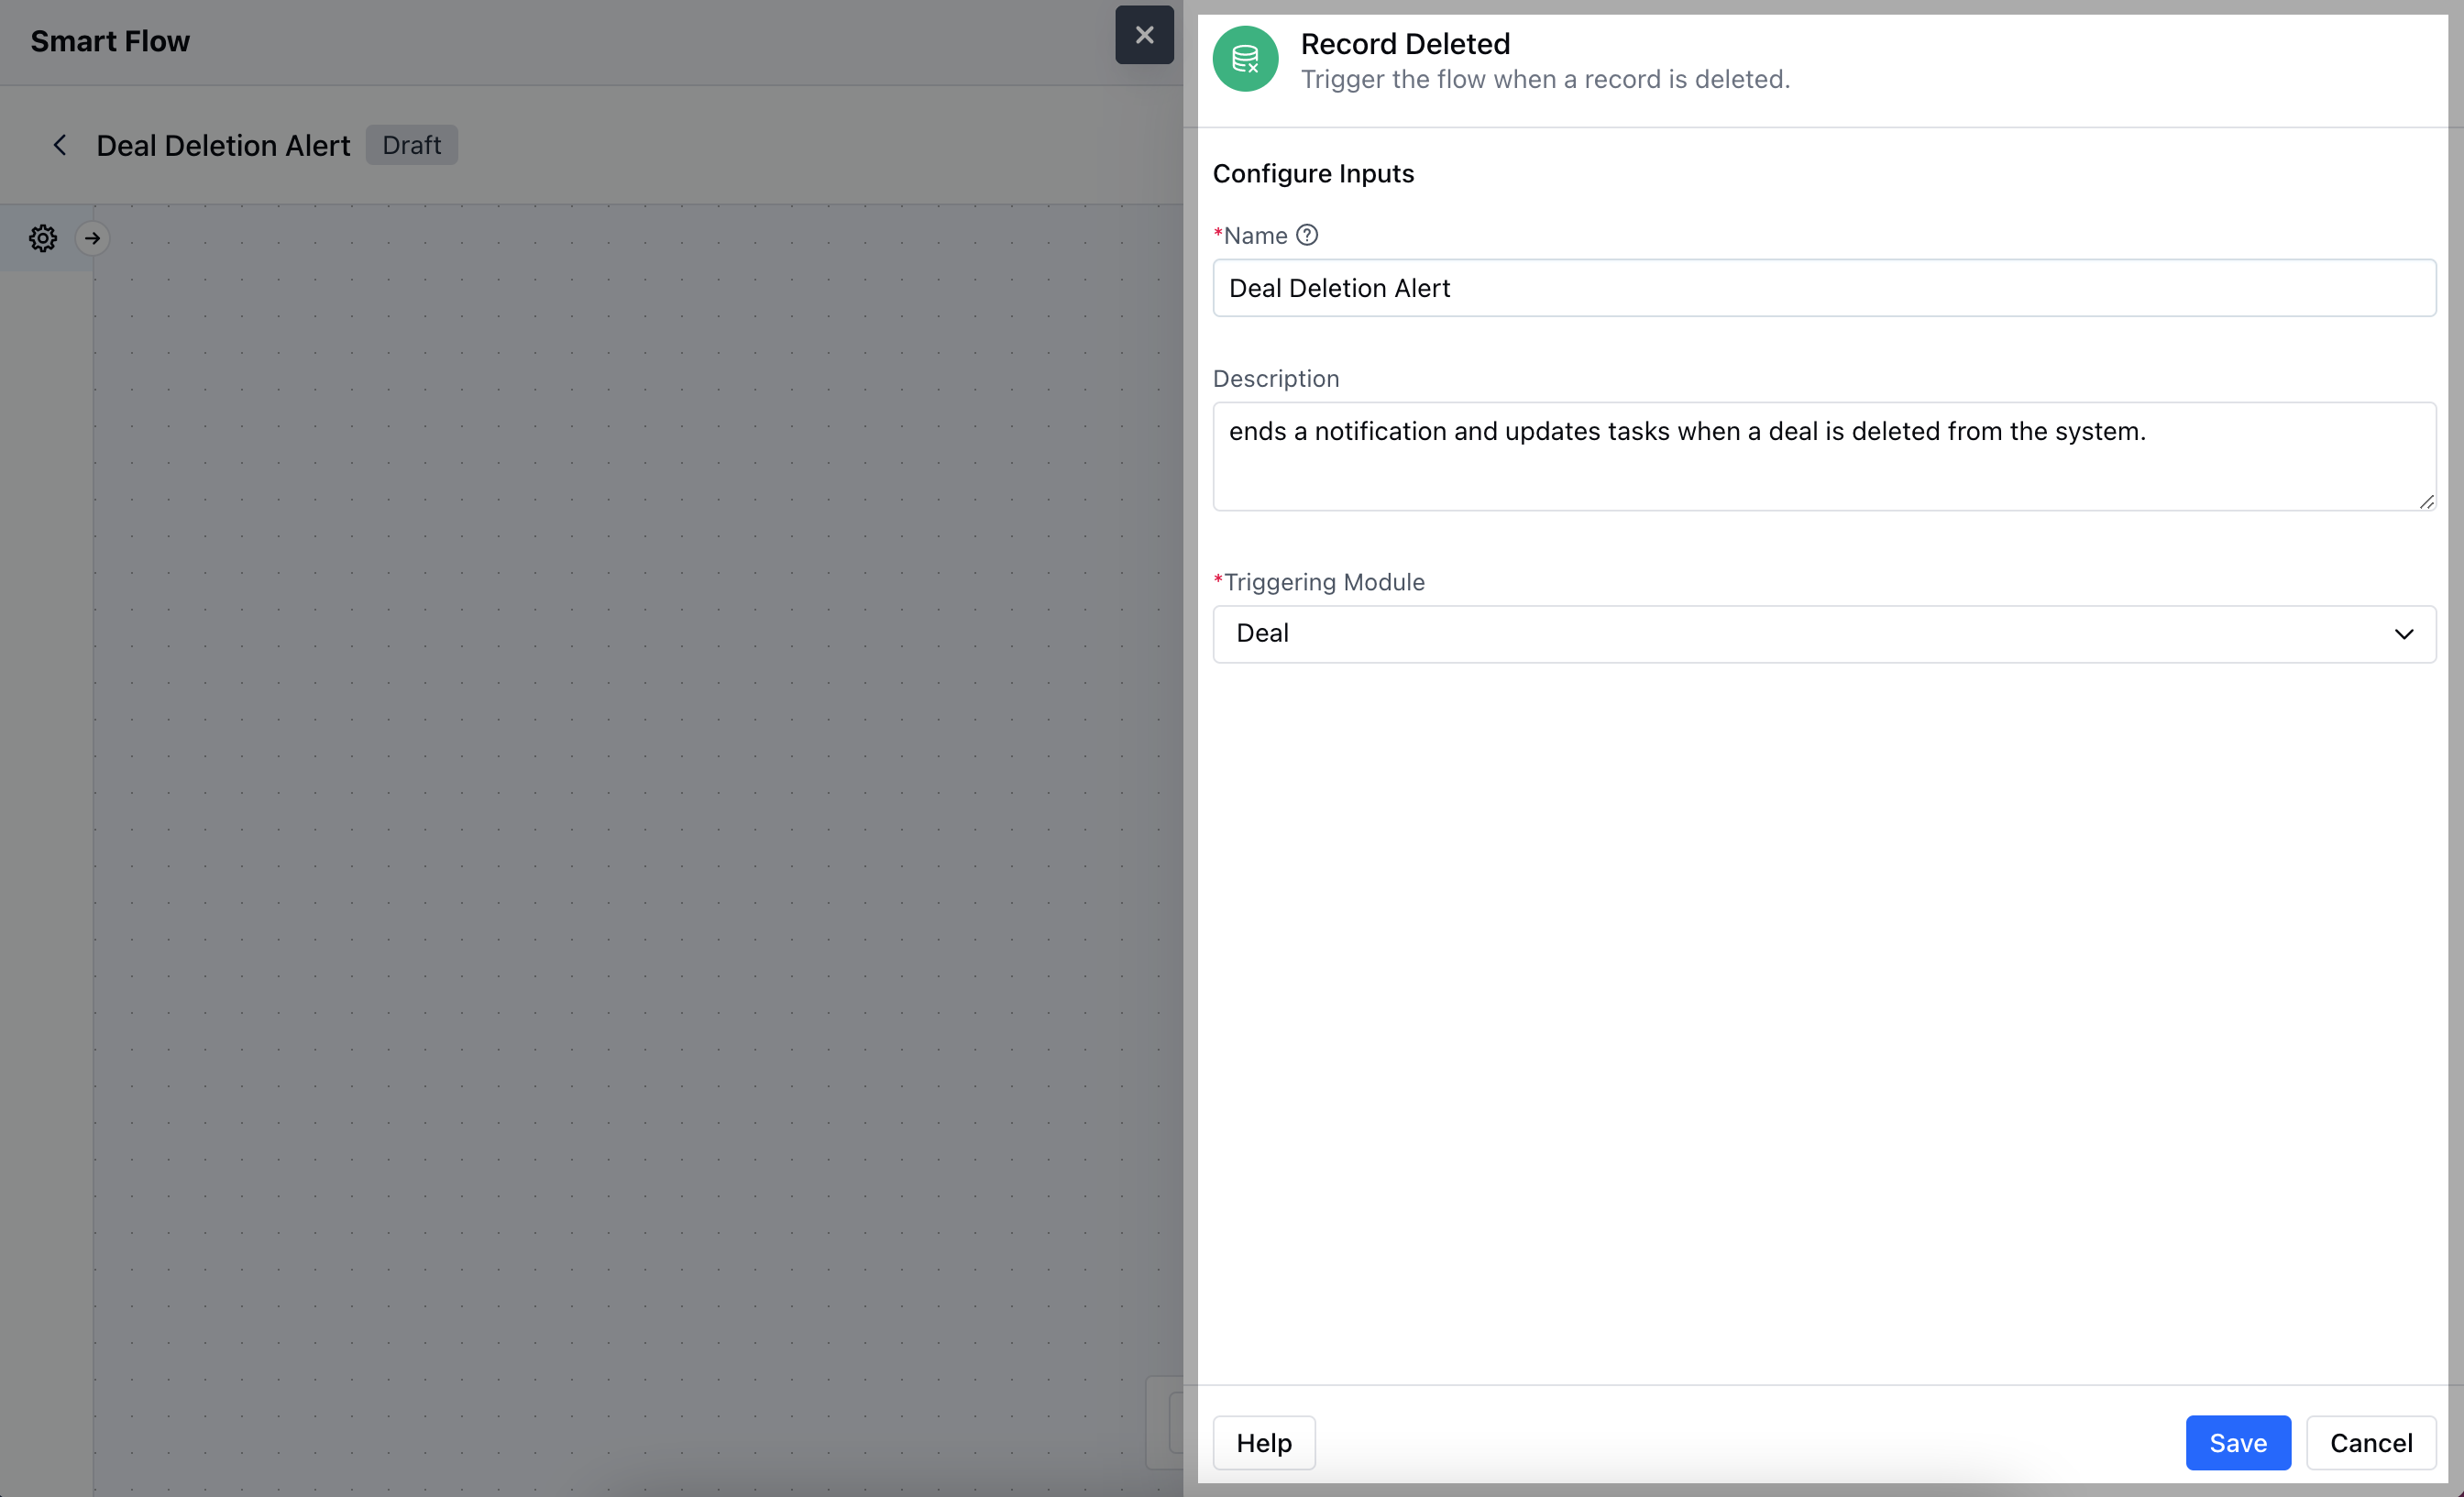 Smart Flow
Deal Deletion Alert Draft
Record Deleted
Trigger the flow when a record is deleted.
Configure Inputs
*Name
Deal Deletion Alert
Description
ends a notification and updates tasks when a deal is deleted from the system.
*Triggering Module
Deal
Help
Save
Cancel